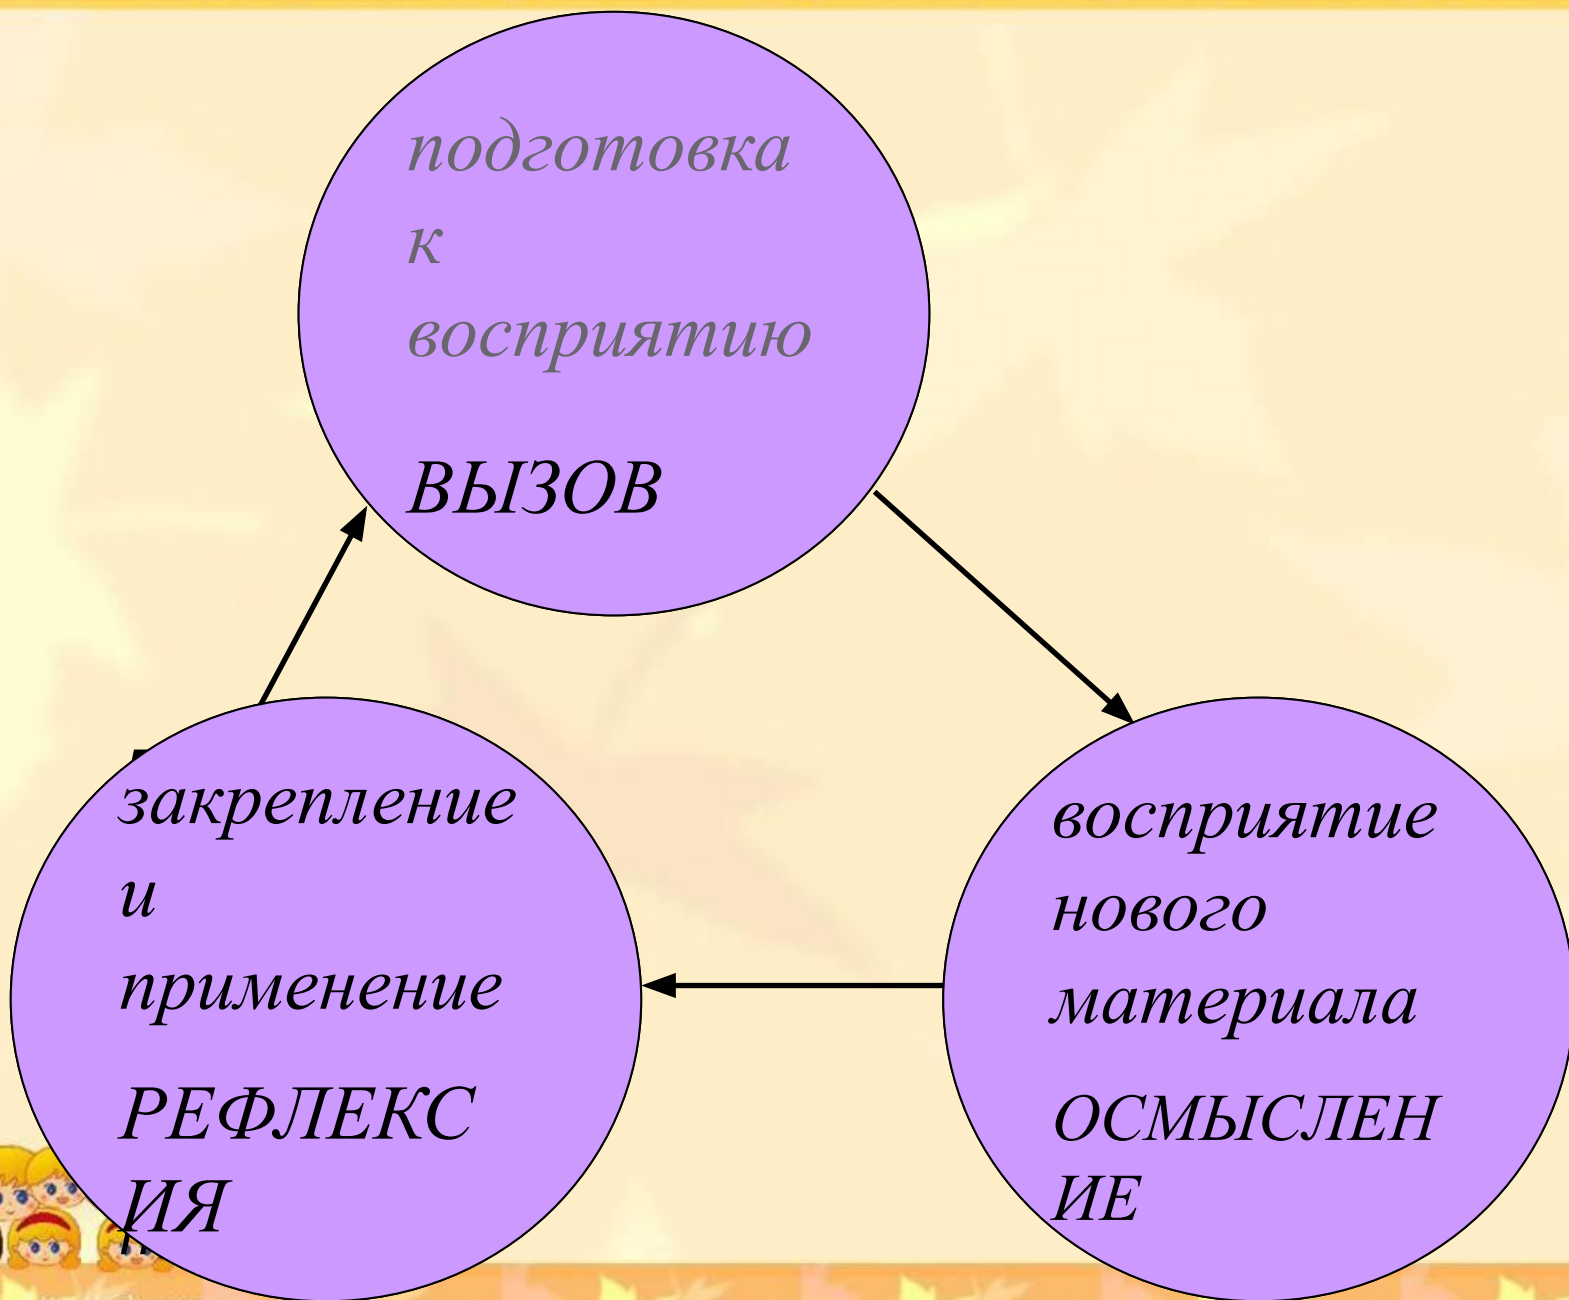 подготовка
к
восприятию
ВЫЗОВ
закрепление
и
применение
РЕФЛЕКС
ИЯ
восприятие
нового
материала
ОСМЫСЛЕН
ИЕ